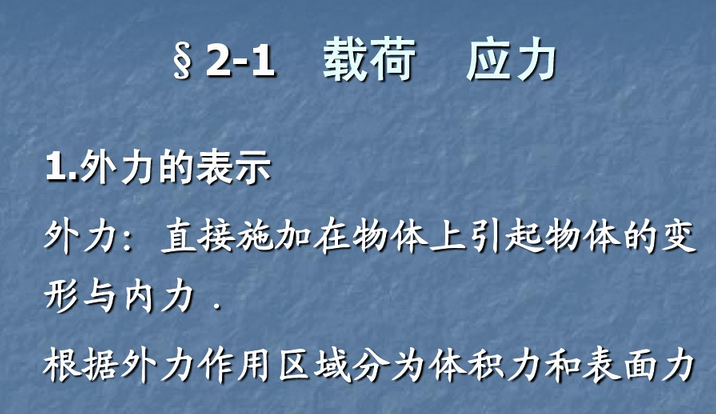 §2-1 载荷 应力
1.外力的表示
外力：直接施加在物体上引起物体的变
形与内力．
根据外力作用区域分为体积力和表面力